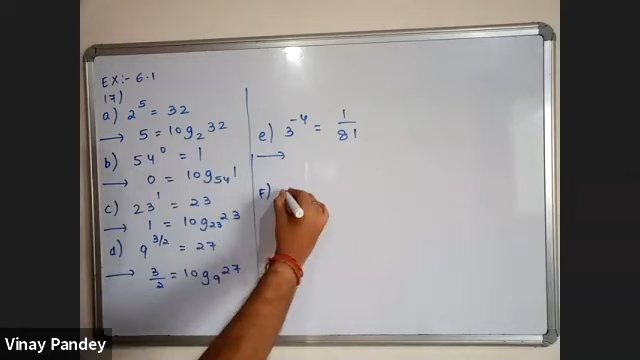 EX:- 6.1
17)
a) 2⁵ = 32
→ 5 = log₂32
b) 54⁰ = 1
→ 0 = log₅₄1
c) 23¹ = 23
→ 1 = log₂₃23
d) 9^3/2 = 27
→ 3/2 = log₉27
e) 3⁻⁴ = 1/81
→
F)
Vinay Pandey